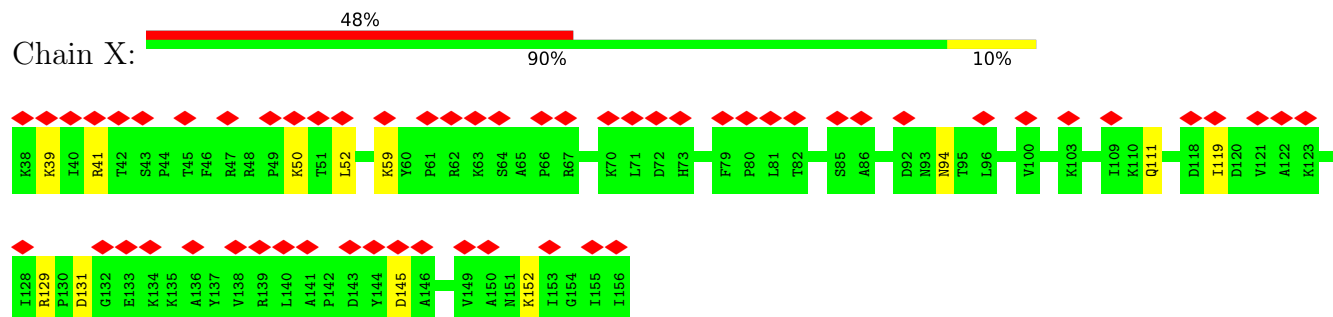 48%
Chain X:
90% 10%
K38 K39 I40 R41 T42 S43 P44 T45 F46 R47 R48 P49 K50 T51 L52 K59 Y60 P61 R62 K63 S64 A65 P66 R67 K70 L71 D72 H73 F79 P80 L81 T82 S85 A86 D92 N93 N94 T95 L96 V100 K103 I109 K110 Q111 D118 I119 D120 V121 A122 K123
I128 R129 P130 D131 G132 E133 K134 K135 A136 Y137 V138 R139 L140 A141 P142 D143 Y144 D145 A146 V149 A150 N151 K152 I153 G154 I155 I156